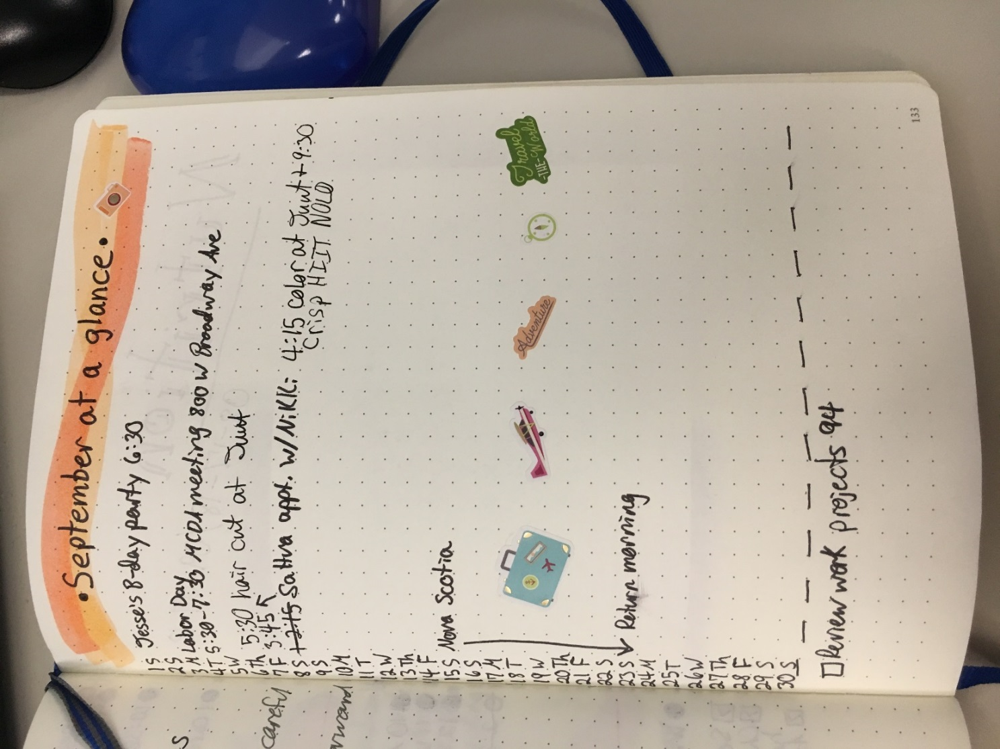 •September at a glance•
1 S Jesse's B-day party 6:30
2 S
3 M Labor Day
4 T 5:30-7:30 MCDA meeting 800 W Broadway Ave
5 W
6 th 5:30 hair cut at Juut
7 F 3:45
8 S 12:15 Sattva appt. w/ Nikki: 4:15 color at Juut + 9:30
Crisp HIIT NOLO
9 S
10 M
11 T
12 W
13 Th
14 F
15 S Nova Scotia
16 S
17 M
18 T
19 W
20 Th
21 F
22 S
23 S Return morning
24 M
25 T
26 W
27 Th
28 F
29 S
30 S
Travel
-THE-
World
Adventure
Review work projects 94
133
careful